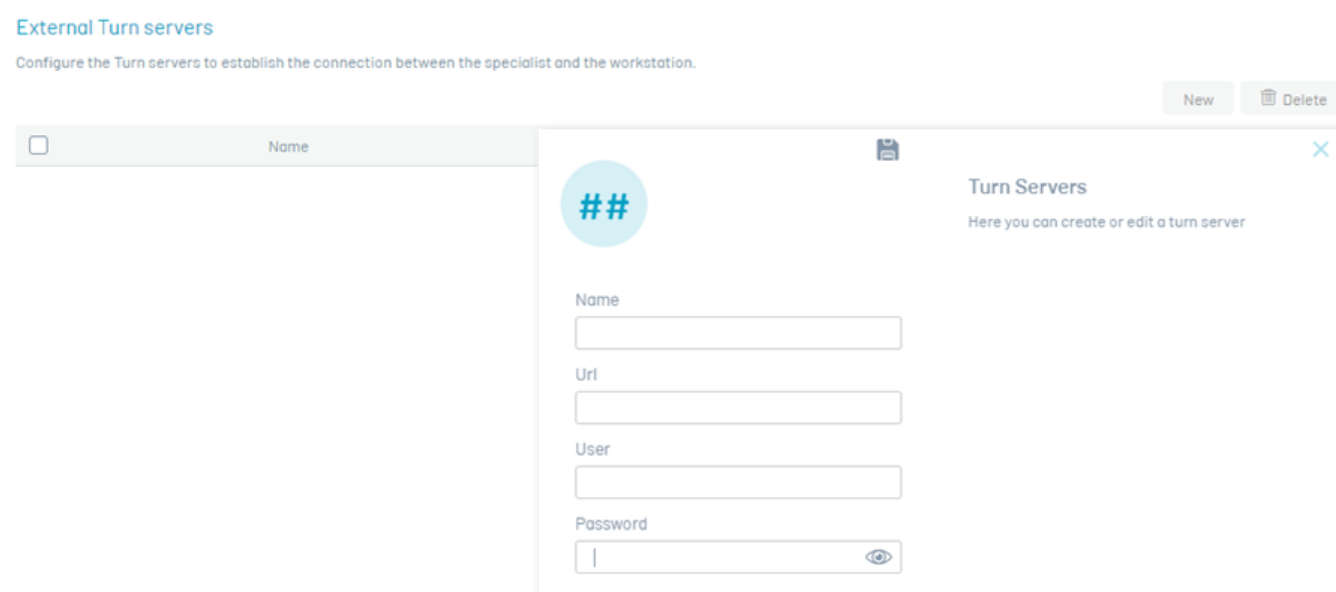 External Turn servers
Configure the Turn servers to establish the connection between the specialist and the workstation.
New
Delete
Name
##
Turn Servers
Here you can create or edit a turn server
Name
Url
User
Password